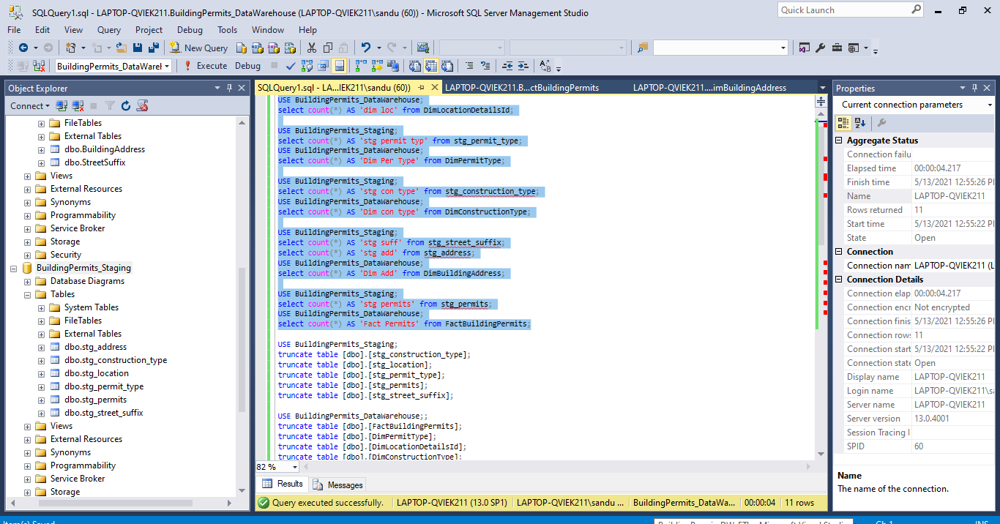 SQLQuery1.sql - LAPTOP-QVIEK211.BuildingPermits_DataWarehouse (LAPTOP-QVIEK211\sandu (60)) - Microsoft SQL Server Management Studio
Quick Launch
File Edit View Query Project Debug Tools Window Help
New Query
BuildingPermits_DataWareh Execute Debug
Object Explorer
Connect
FileTables
External Tables
dbo.BuildingAddress
dbo.StreetSuffix
Views
External Resources
Synonyms
Programmability
Service Broker
Storage
Security
BuildingPermits_Staging
Database Diagrams
Tables
System Tables
FileTables
External Tables
dbo.stg_address
dbo.stg_construction_type
dbo.stg_location
dbo.stg_permit_type
dbo.stg_permits
dbo.stg_street_suffix
Views
External Resources
Synonyms
Programmability
Service Broker
Storage
SQLQuery1.sql - LA...IEK211\sandu (60)) LAPTOP-QVIEK211.B...ctBuildingPermits LAPTOP-QVIEK211....imBuildingAddress
USE BuildingPermits_DataWarehouse;
select count(*) AS 'dim loc' from DimLocationDetailsId;
USE BuildingPermits_Staging;
select count(*) AS 'stg permit typ' from stg_permit_type;
USE BuildingPermits_DataWarehouse;
select count(*) AS 'Dim Per Type' from DimPermitType;
USE BuildingPermits_Staging;
select count(*) AS 'stg con type' from stg_construction_type;
USE BuildingPermits_DataWarehouse;
select count(*) AS 'Dim con type' from DimConstructionType;
USE BuildingPermits_Staging;
select count(*) AS 'stg suff' from stg_street_suffix;
select count(*) AS 'stg add' from stg_address;
USE BuildingPermits_DataWarehouse;
select count(*) AS 'Dim Add' from DimBuildingAddress;
USE BuildingPermits_Staging;
select count(*) AS 'stg permits' from stg_permits;
USE BuildingPermits_DataWarehouse;
select count(*) AS 'Fact Permits' from FactBuildingPermits;
USE BuildingPermits_Staging;
truncate table [dbo].[stg_construction_type];
truncate table [dbo].[stg_location];
truncate table [dbo].[stg_permit_type];
truncate table [dbo].[stg_permits];
truncate table [dbo].[stg_street_suffix];
USE BuildingPermits_DataWarehouse;;
truncate table [dbo].[FactBuildingPermits];
truncate table [dbo].[DimPermitType];
truncate table [dbo].[DimLocationDetailsId];
truncate table [dbo].[DimConstructionType];
82 %
Results Messages
Query executed successfully. LAPTOP-QVIEK211 (13.0 SP1) LAPTOP-QVIEK211\sandu ... BuildingPermits_DataWa... 00:00:04 11 rows
Properties
Current connection parameters
Aggregate Status
Connection failu
Elapsed time 00:00:04.217
Finish time 5/13/2021 12:55:26 PI
Name LAPTOP-QVIEK211
Rows returned 11
Start time 5/13/2021 12:55:22 PI
State Open
Connection
Connection nam LAPTOP-QVIEK211 (L
Connection Details
Connection elap 00:00:04.217
Connection encr Not encrypted
Connection finis 5/13/2021 12:55:26 PI
Connection rows 11
Connection start 5/13/2021 12:55:22 PI
Connection state Open
Display name LAPTOP-QVIEK211
Login name LAPTOP-QVIEK211\sa
Server name LAPTOP-QVIEK211
Server version 13.0.4001
Session Tracing I
SPID 60
Name
The name of the connection.
Item(s) Saved Ch 1 INS